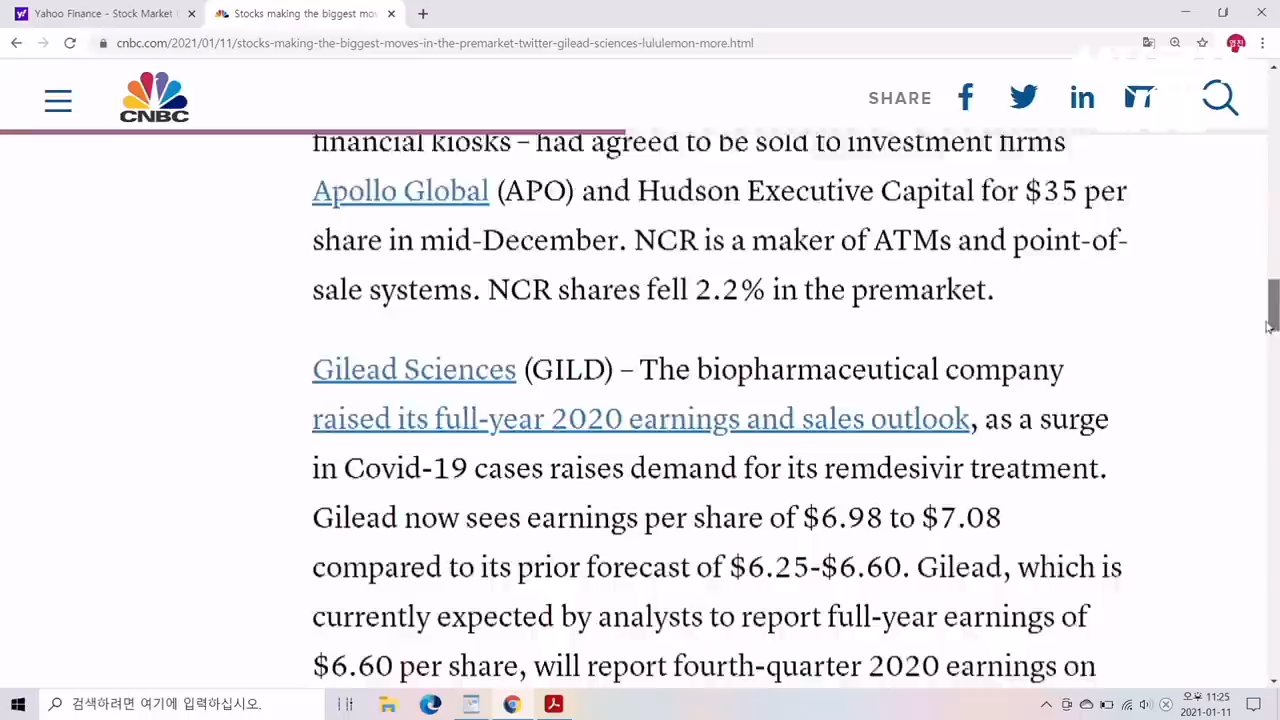 Yahoo Finance - Stock Market
Stocks making the biggest mov
cnbc.com/2021/01/11/stocks-making-the-biggest-moves-in-the-premarket-twitter-gilead-sciences-lululemon-more.html
영진
CNBC
SHARE
financial kiosks – had agreed to be sold to investment firms
Apollo Global (APO) and Hudson Executive Capital for $35 per
share in mid-December. NCR is a maker of ATMs and point-of-
sale systems. NCR shares fell 2.2% in the premarket.
Gilead Sciences (GILD) – The biopharmaceutical company
raised its full-year 2020 earnings and sales outlook, as a surge
in Covid-19 cases raises demand for its remdesivir treatment.
Gilead now sees earnings per share of $6.98 to $7.08
compared to its prior forecast of $6.25-$6.60. Gilead, which is
currently expected by analysts to report full-year earnings of
$6.60 per share, will report fourth-quarter 2020 earnings on
검색하려면 여기에 입력하십시오.
오후 11:25
2021-01-11